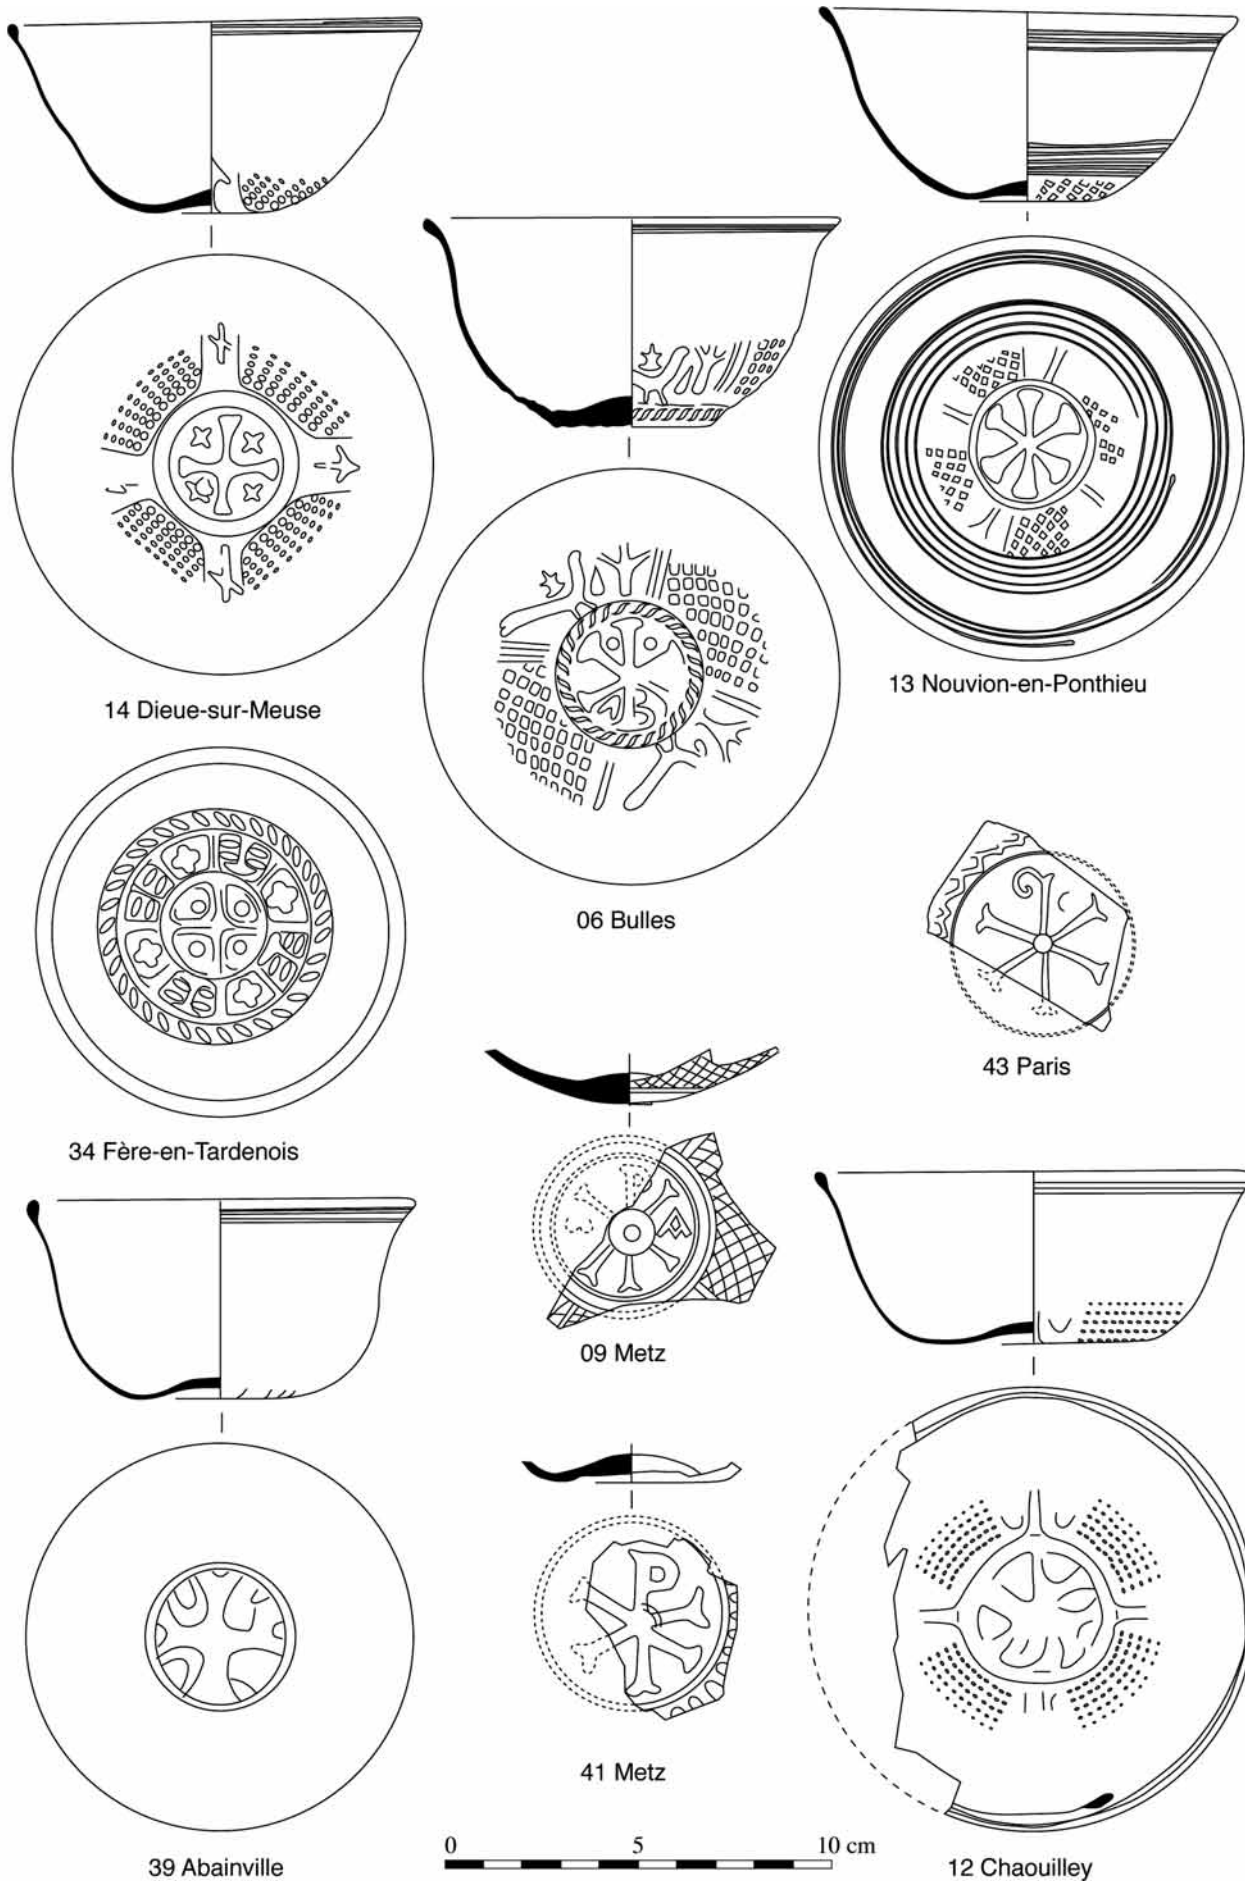 14 Dieue-sur-Meuse
13 Nouvion-en-Ponthieu
06 Bulles
34 Fère-en-Tardenois
43 Paris
09 Metz
41 Metz
39 Abainville
0 5 10 cm
12 Chaouilley